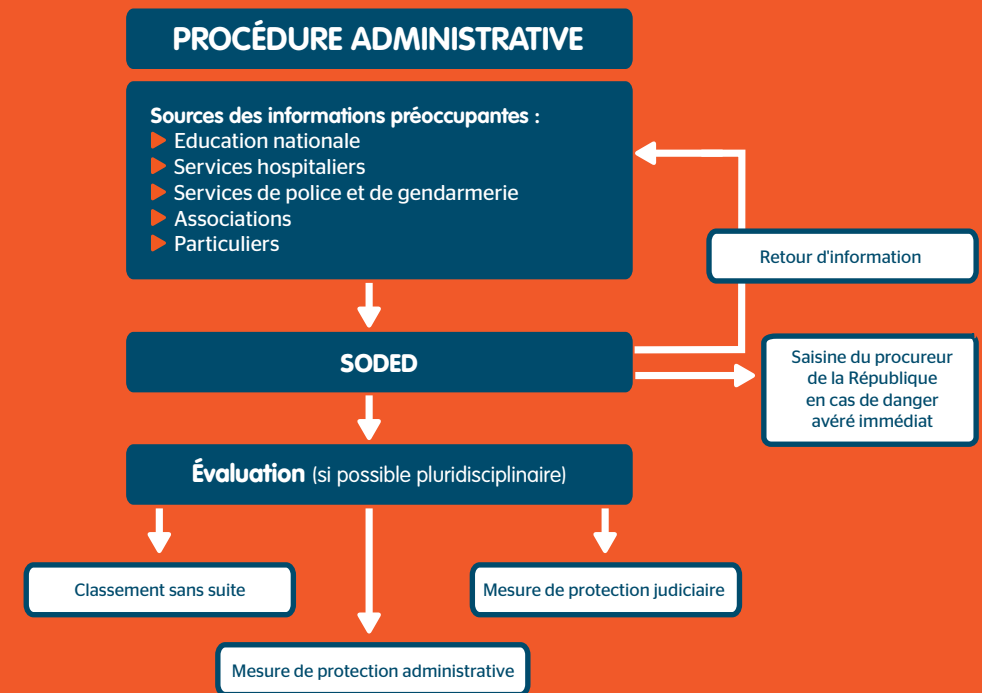 PROCÉDURE ADMINISTRATIVE
Sources des informations préoccupantes :
Education nationale
Services hospitaliers
Services de police et de gendarmerie
Associations
Particuliers
Retour d'information
SODED
Saisine du procureur
de la République
en cas de danger
avéré immédiat
Évaluation (si possible pluridisciplinaire)
Classement sans suite
Mesure de protection judiciaire
Mesure de protection administrative